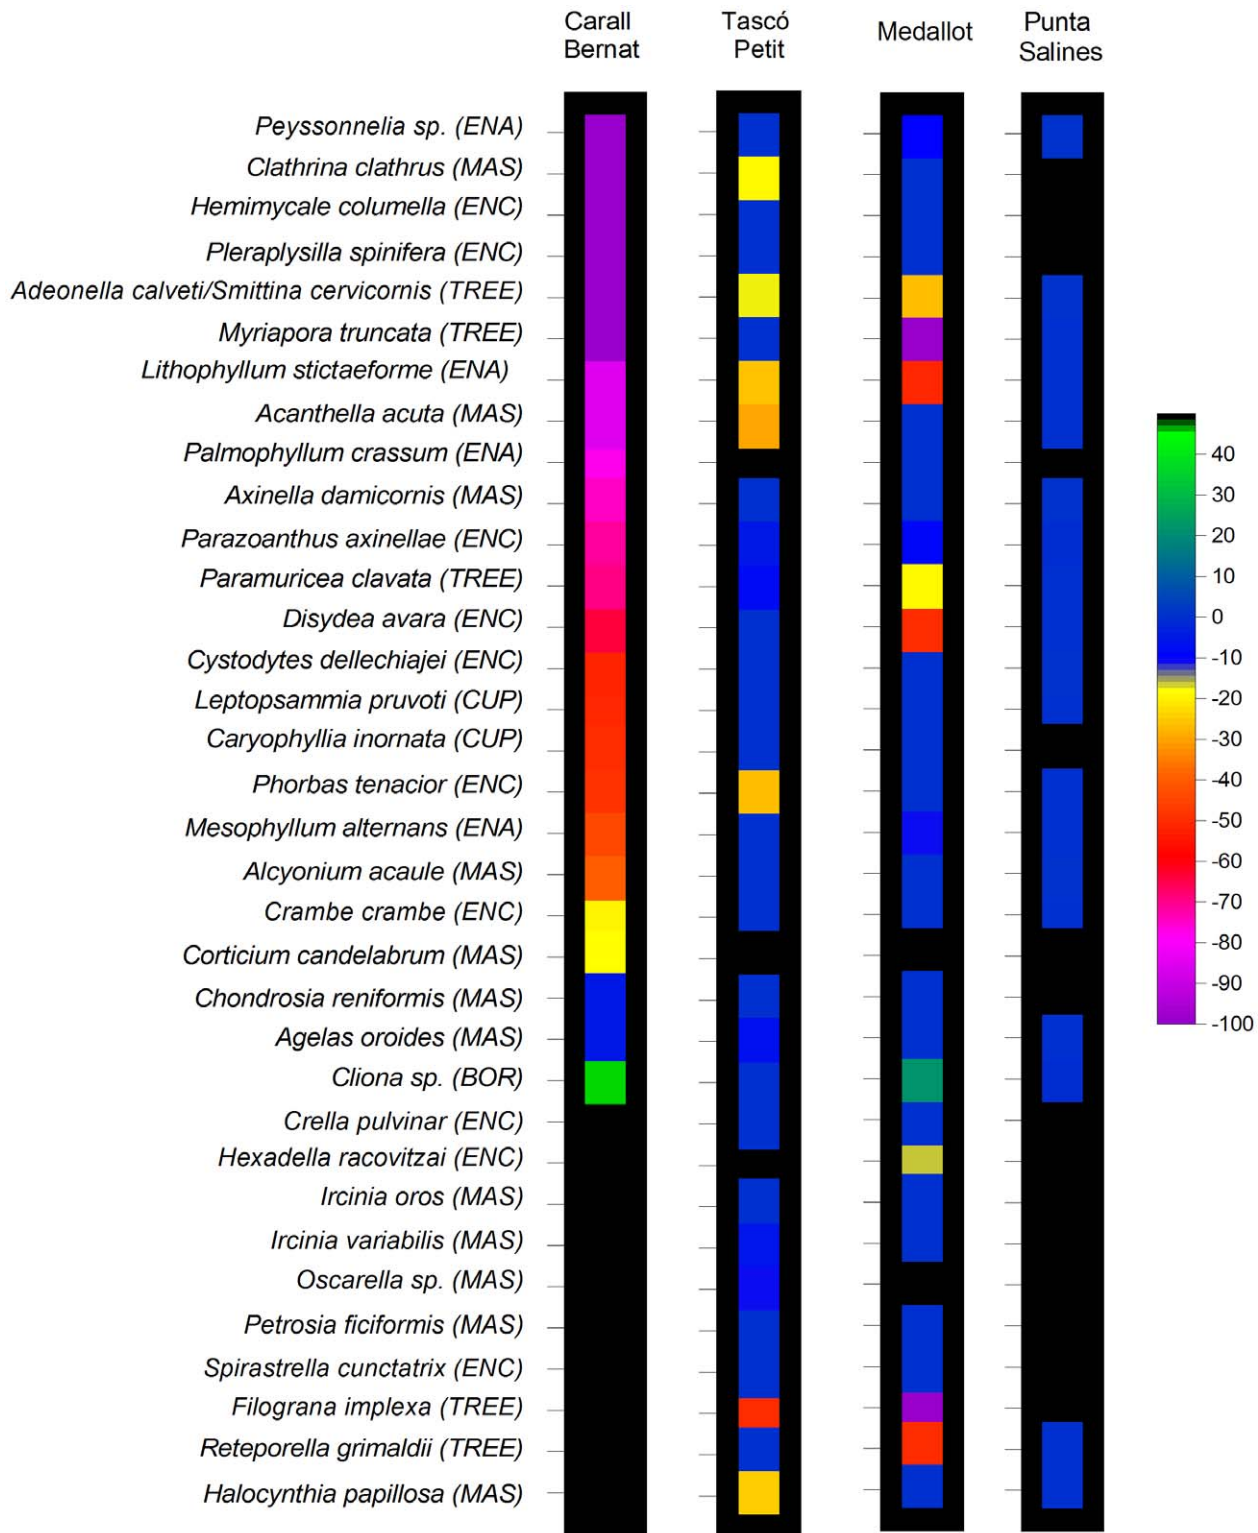 Carall
Bernat
Tascó
Petit
Medallot
Punta
Salines
Peyssonnelia sp. (ENA)
Clathrina clathrus (MAS)
Hemimycale columella (ENC)
Pleraplysilla spinifera (ENC)
Adeonella calveti/Smittina cervicornis (TREE)
Myriapora truncata (TREE)
Lithophyllum stictaeforme (ENA)
Acanthella acuta (MAS)
Palmophyllum crassum (ENA)
Axinella damicornis (MAS)
Parazoanthus axinellae (ENC)
Paramuricea clavata (TREE)
Disydea avara (ENC)
Cystodytes dellechiajei (ENC)
Leptopsammia pruvoti (CUP)
Caryophyllia inornata (CUP)
Phorbas tenacior (ENC)
Mesophyllum alternans (ENA)
Alcyonium acaule (MAS)
Crambe crambe (ENC)
Corticium candelabrum (MAS)
Chondrosia reniformis (MAS)
Agelas oroides (MAS)
Cliona sp. (BOR)
Crella pulvinar (ENC)
Hexadella racovitzai (ENC)
Ircinia oros (MAS)
Ircinia variabilis (MAS)
Oscarella sp. (MAS)
Petrosia ficiformis (MAS)
Spirastrella cunctatrix (ENC)
Filograna implexa (TREE)
Reteporella grimaldii (TREE)
Halocynthia papillosa (MAS)
40
30
20
10
0
-10
-20
-30
-40
-50
-60
-70
-80
-90
-100